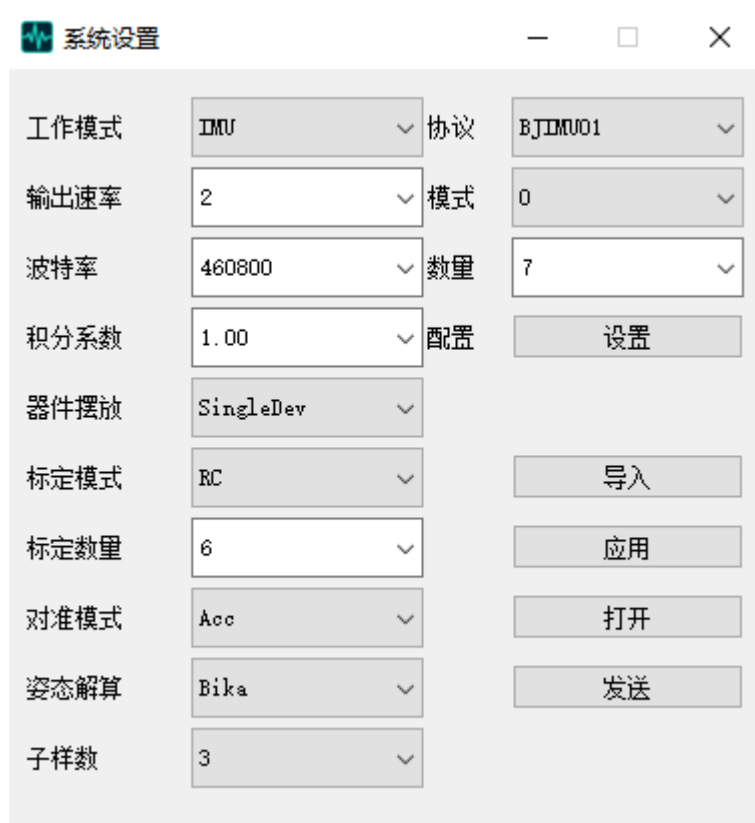 系统设置
工作模式 IMU 协议 BJIMU01
输出速率 2 模式 0
波特率 460800 数量 7
积分系数 1.00 配置 设置
器件摆放 SingleDev
标定模式 RC 导入
标定数量 6 应用
对准模式 Acc 打开
姿态解算 Bika 发送
子样数 3